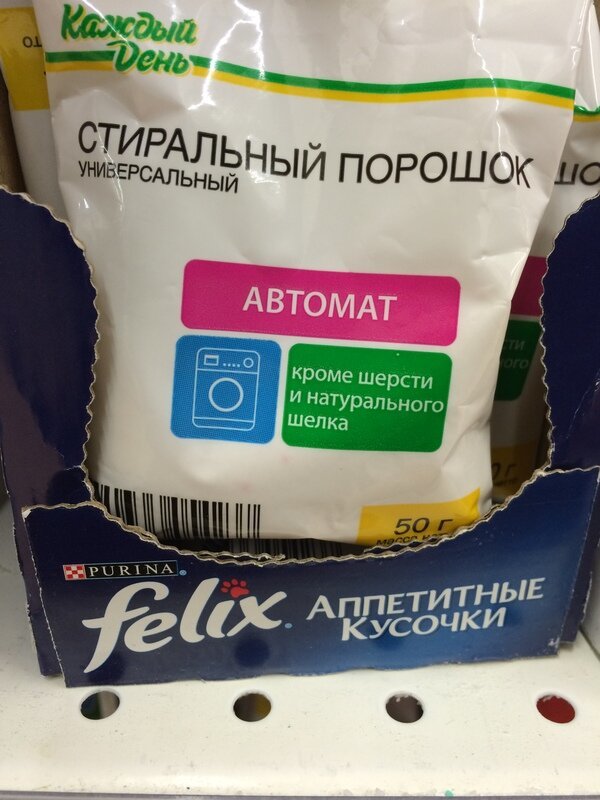 Каждый
День
СТИРАЛЬНЫЙ ПОРОШОК
УНИВЕРСАЛЬНЫЙ
АВТОМАТ
кроме шерсти
и натурального
шелка
50 г
PURINA
felix
АППЕТИТНЫЕ
КУСОЧКИ